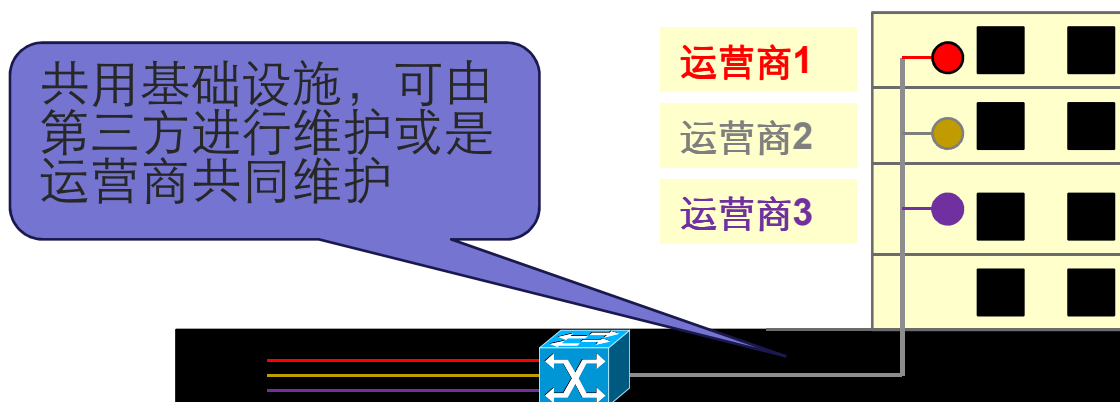 共用基础设施，可由
第三方进行维护或是
运营商共同维护
运营商1
运营商2
运营商3